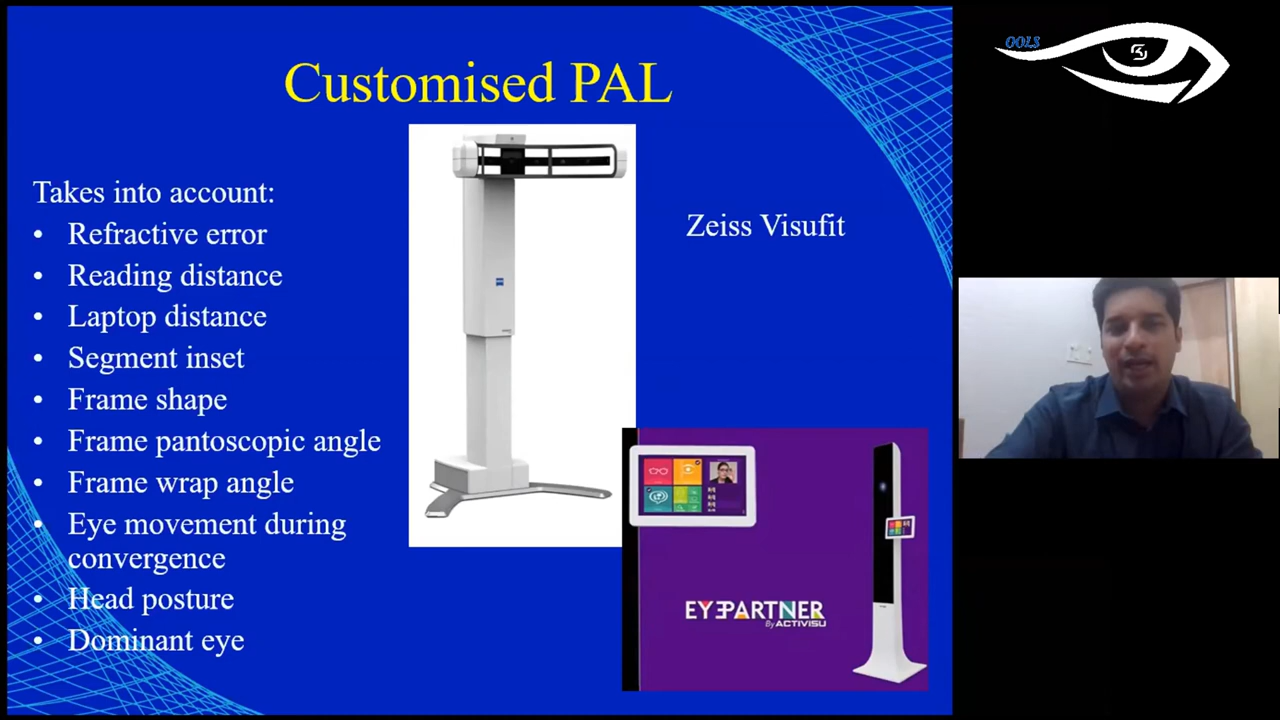 Customised PAL
OOLS
Takes into account:
• Refractive error
• Reading distance
• Laptop distance
• Segment inset
• Frame shape
• Frame pantoscopic angle
• Frame wrap angle
• Eye movement during
convergence
• Head posture
• Dominant eye
Zeiss Visufit
EYEPARTNER
By ACTIVISU